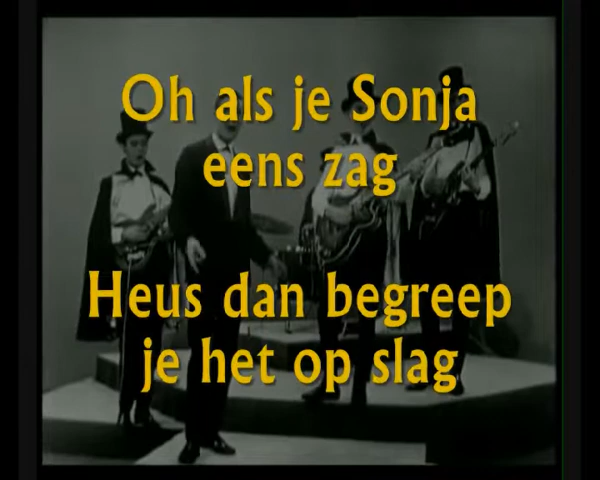 Oh als je Sonja
eens zag
Heus dan begreep
je het op slag